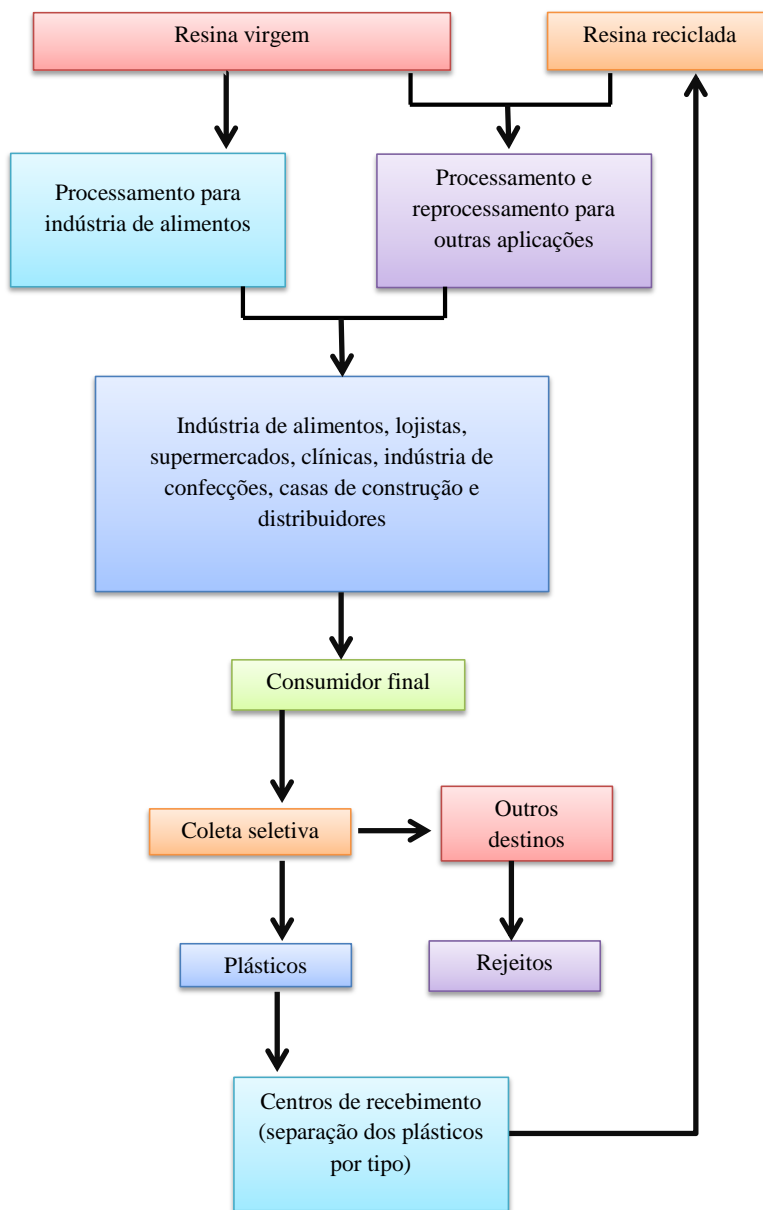 Resina virgem
Resina reciclada
Processamento para
indústria de alimentos
Processamento e
reprocessamento para
outras aplicações
Indústria de alimentos, lojistas,
supermercados, clínicas, indústria de
confecções, casas de construção e
distribuidores
Consumidor final
Coleta seletiva
Outros
destinos
Plásticos
Rejeitos
Centros de recebimento
(separação dos plásticos
por tipo)